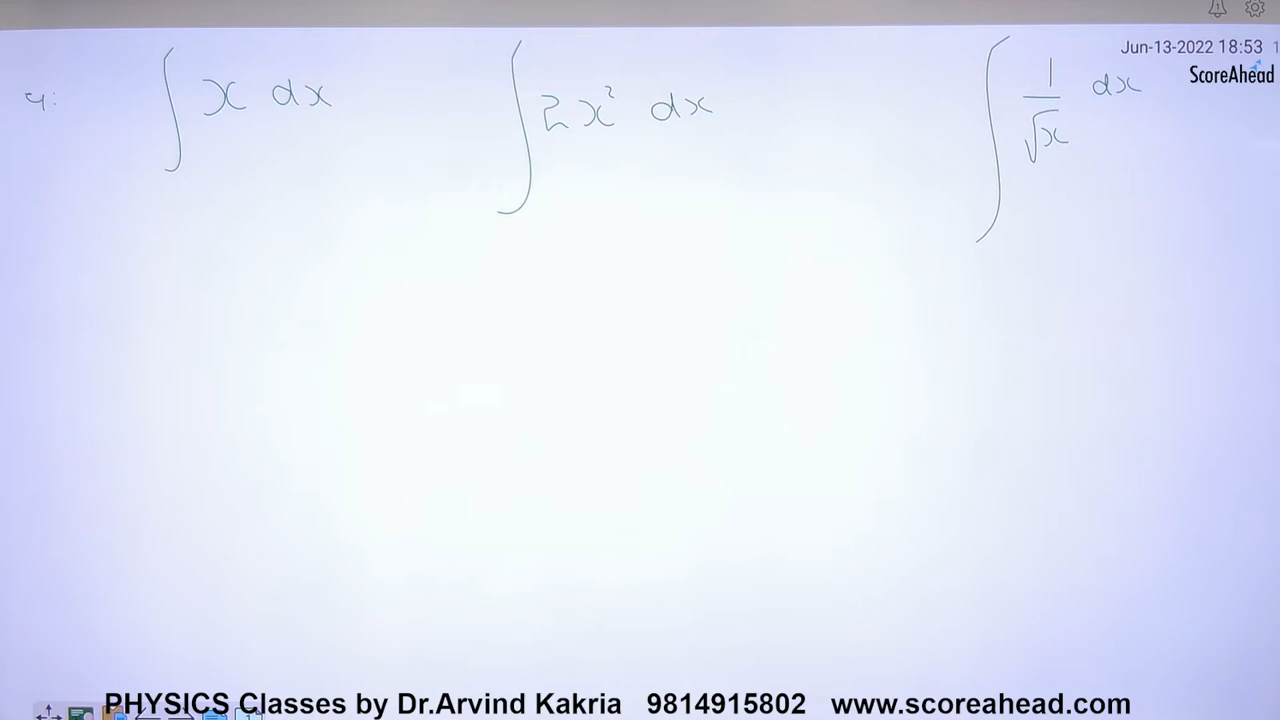 Jun-13-2022 18:53 1
ScoreAhead
4: ∫ x dx ∫ 2x² dx ∫ 1/√x dx
PHYSICS Classes by Dr.Arvind Kakria 9814915802 www.scoreahead.com